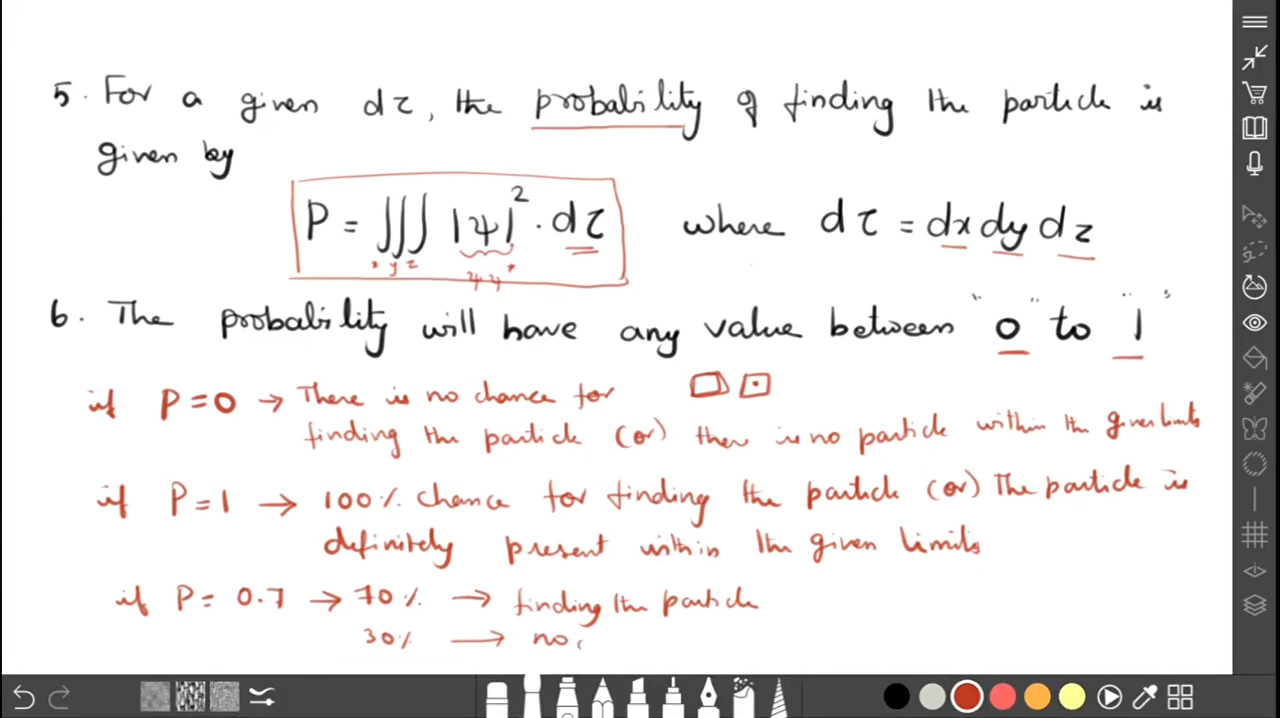 5. For a given dτ, the probability of finding the particle is
given by
P = ∭ |ψ|² . dτ where dτ = dx dy dz
x y z ψψ*
6. The probability will have any value between "0" to "1"
if P = 0 → There is no chance for
finding the particle (or) there is no particle within the given limits
if P = 1 → 100% chance for finding the particle (or) The particle is
definitely present within the given limits
if P = 0.7 → 70% → finding the particle
30% → no